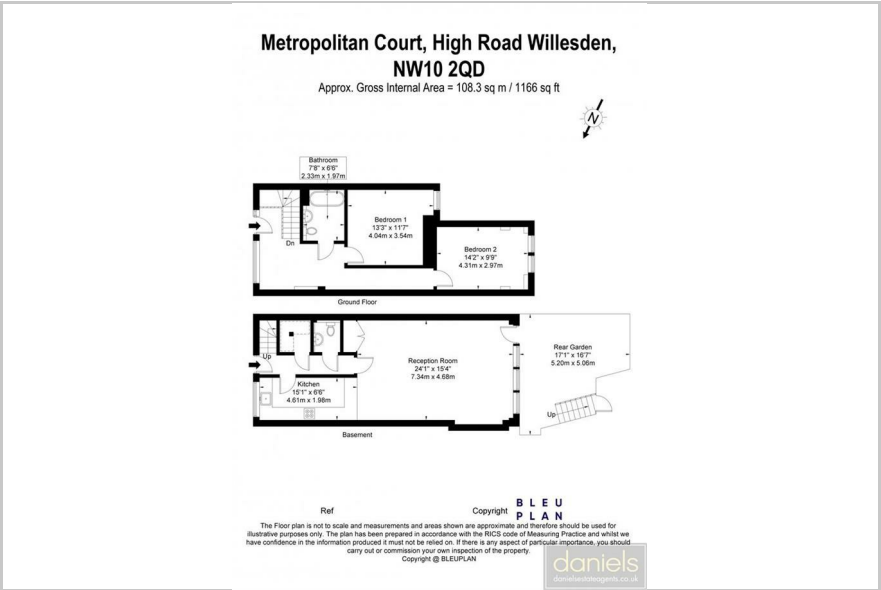 Metropolitan Court, High Road Willesden,
NW10 2QD
Approx. Gross Internal Area = 108.3 sq m / 1166 sq ft
N
Bathroom
7'8" x 6'6"
2.33m x 1.97m
Bedroom 1
13'3" x 11'7"
4.04m x 3.54m
Dn
Bedroom 2
14'2" x 9'9"
4.31m x 2.97m
Ground Floor
Up
Reception Room
24'1" x 15'4"
7.34m x 4.68m
Rear Garden
17'1" x 16'7"
5.20m x 5.06m
Kitchen
15'1" x 6'6"
4.61m x 1.98m
Up
Basement
Ref
Copyright
BLEU
PLAN
The Floor plan is not to scale and measurements and areas shown are approximate and therefore should be used for
illustrative purposes only. The plan has been prepared in accordance with the RICS code of Measuring Practice and whilst we
have confidence in the information produced it must not be relied on. If there is any aspect of particular importance, you should
carry out or commission your own inspection of the property.
Copyright @ BLEUPLAN
daniels
danielsestateagents.co.uk